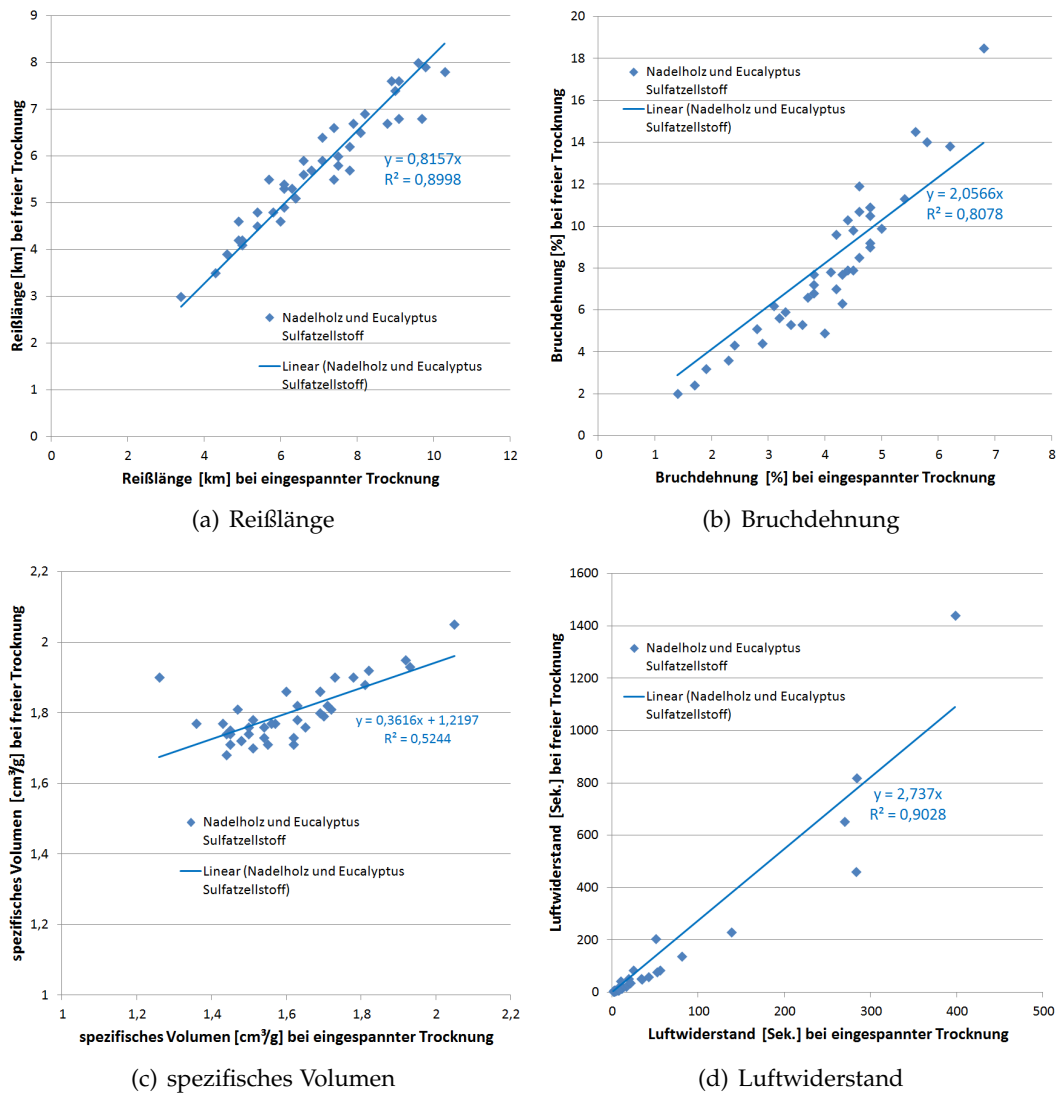 9
8
7
6
5
4
3
2
1
0
0
2
4
6
8
10
12
Reißlänge [km] bei freier Trocknung
Reißlänge [km] bei eingespannter Trocknung
y = 0,8157x
R² = 0,8998
Nadelholz und Eucalyptus
Sulfatzellstoff
Linear (Nadelholz und Eucalyptus
Sulfatzellstoff)
(a) Reißlänge
20
18
16
14
12
10
8
6
4
2
0
0
1
2
3
4
5
6
7
8
Bruchdehnung [%] bei freier Trocknung
Bruchdehnung [%] bei eingespannter Trocknung
Nadelholz und Eucalyptus
Sulfatzellstoff
Linear (Nadelholz und Eucalyptus
Sulfatzellstoff)
y = 2,0566x
R² = 0,8078
(b) Bruchdehnung
2,2
2
1,8
1,6
1,4
1,2
1
1
1,2
1,4
1,6
1,8
2
2,2
spezifisches Volumen [cm³/g] bei freier Trocknung
spezifisches Volumen [cm³/g] bei eingespannter Trocknung
y = 0,3616x + 1,2197
R² = 0,5244
Nadelholz und Eucalyptus
Sulfatzellstoff
Linear (Nadelholz und Eucalyptus
Sulfatzellstoff)
(c) spezifisches Volumen
1600
1400
1200
1000
800
600
400
200
0
0
100
200
300
400
500
Luftwiderstand [Sek.] bei freier Trocknung
Luftwiderstand [Sek.] bei eingespannter Trocknung
Nadelholz und Eucalyptus
Sulfatzellstoff
Linear (Nadelholz und Eucalyptus
Sulfatzellstoff)
y = 2,737x
R² = 0,9028
(d) Luftwiderstand